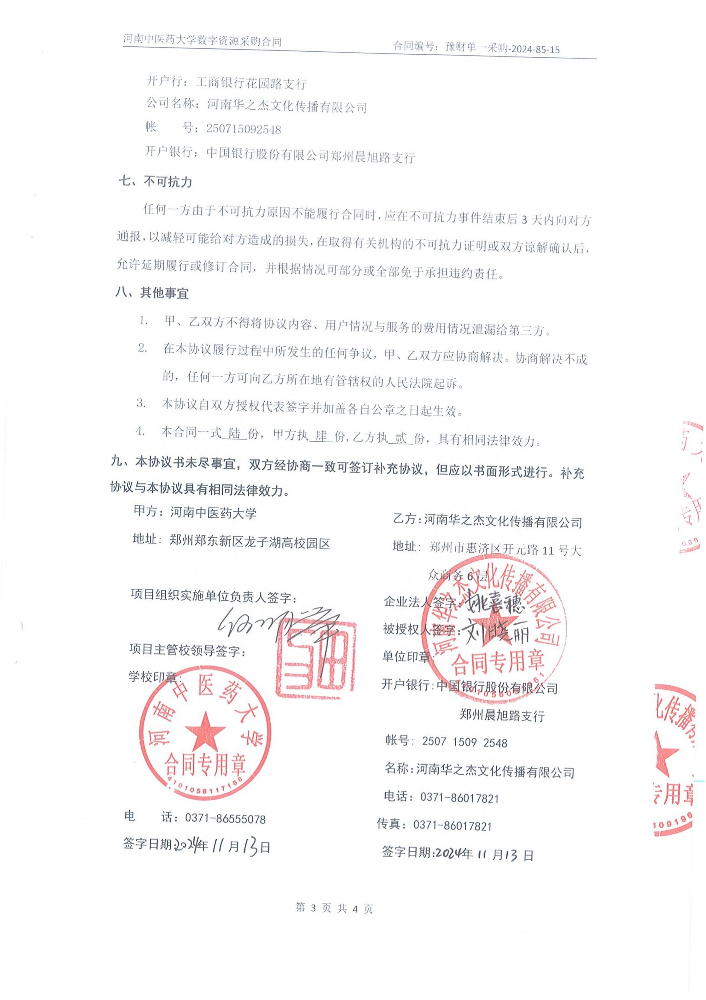 河南中医药大学数字资源采购合同 合同编号：豫财单一采购-2024-85-15
开户行：工商银行花园路支行
公司名称：河南华之杰文化传播有限公司
帐 号：250715092548
开户银行：中国银行股份有限公司郑州晨旭路支行
七、不可抗力
任何一方由于不可抗力原因不能履行合同时，应在不可抗力事件结束后 3 天内向对方
通报，以减轻可能给对方造成的损失，在取得有关机构的不可抗力证明或双方谅解确认后，
允许延期履行或修订合同，并根据情况可部分或全部免于承担违约责任。
八、其他事宜
1. 甲、乙双方不得将协议内容、用户情况与服务的费用情况泄漏给第三方。
2. 在本协议履行过程中所发生的任何争议，甲、乙双方应协商解决。协商解决不成
的，任何一方可向乙方所在地有管辖权的人民法院起诉。
3. 本协议自双方授权代表签字并加盖各自公章之日起生效。
4. 本合同一式 陆 份，甲方执 肆 份，乙方执 贰 份，具有相同法律效力。
九、本协议书未尽事宜，双方经协商一致可签订补充协议，但应以书面形式进行。补充
协议与本协议具有相同法律效力。
甲方：河南中医药大学
地址：郑州郑东新区龙子湖高校园区
项目组织实施单位负责人签字：
项目主管校领导签字：
学校印章：
河南中医药大学
合同专用章
4101056117188
电 话：0371-86555078
签字日期:2024年11月13日
乙方：河南华之杰文化传播有限公司
地址：郑州市惠济区开元路 11 号大
众商务 6 层
企业法人签字：姚喜穗
被授权人签字：刘晓丽
单位印章：
河南华之杰文化传播有限公司
合同专用章
开户银行：中国银行股份有限公司
郑州晨旭路支行
帐号：2507 1509 2548
名称：河南华之杰文化传播有限公司
电话：0371-86017821
传真：0371-86017821
签字日期:2024年11月13日
专用
056
化传播
专用章
609196
第 3 页 共 4 页